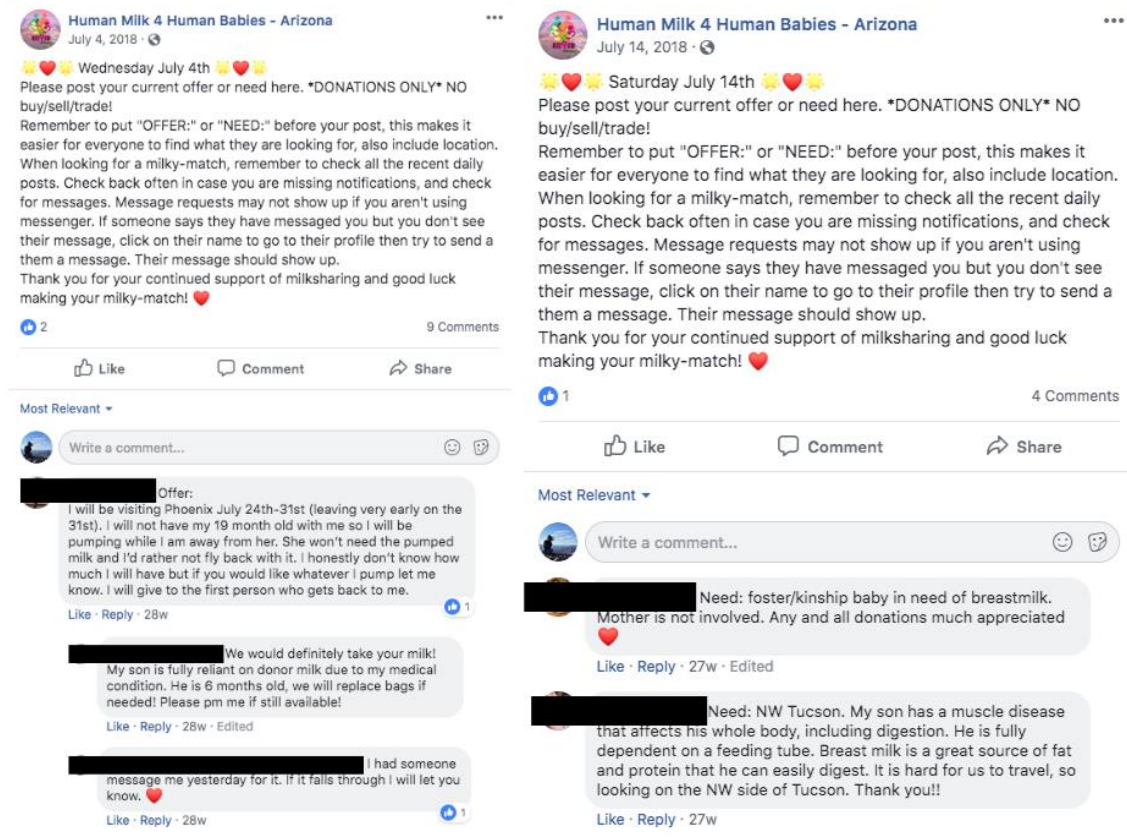 Human Milk 4 Human Babies - Arizona
July 4, 2018 ·
Wednesday July 4th
Please post your current offer or need here. *DONATIONS ONLY* NO
buy/sell/trade!
Remember to put "OFFER:" or "NEED:" before your post, this makes it
easier for everyone to find what they are looking for, also include location.
When looking for a milky-match, remember to check all the recent daily
posts. Check back often in case you are missing notifications, and check
for messages. Message requests may not show up if you aren't using
messenger. If someone says they have messaged you but you don't see
their message, click on their name to go to their profile then try to send a
them a message. Their message should show up.
Thank you for your continued support of milksharing and good luck
making your milky-match! ❤️
2
9 Comments
Like
Comment
Share
Most Relevant
Write a comment...
Offer:
I will be visiting Phoenix July 24th-31st (leaving very early on the
31st). I will not have my 19 month old with me so I will be
pumping while I am away from her. She won't need the pumped
milk and I'd rather not fly back with it. I honestly don't know how
much I will have but if you would like whatever I pump let me
know. I will give to the first person who gets back to me.
1
Like · Reply · 28w
We would definitely take your milk!
My son is fully reliant on donor milk due to my medical
condition. He is 6 months old, we will replace bags if
needed! Please pm me if still available!
Like · Reply · 28w · Edited
I had someone
message me yesterday for it. If it falls through I will let you
know. ❤️
1
Like · Reply · 28w
Human Milk 4 Human Babies - Arizona
July 14, 2018 ·
Saturday July 14th
Please post your current offer or need here. *DONATIONS ONLY* NO
buy/sell/trade!
Remember to put "OFFER:" or "NEED:" before your post, this makes it
easier for everyone to find what they are looking for, also include location.
When looking for a milky-match, remember to check all the recent daily
posts. Check back often in case you are missing notifications, and check
for messages. Message requests may not show up if you aren't using
messenger. If someone says they have messaged you but you don't see
their message, click on their name to go to their profile then try to send a
them a message. Their message should show up.
Thank you for your continued support of milksharing and good luck
making your milky-match! ❤️
1
4 Comments
Like
Comment
Share
Most Relevant
Write a comment...
Need: foster/kinship baby in need of breastmilk.
Mother is not involved. Any and all donations much appreciated
❤️
Like · Reply · 27w · Edited
Need: NW Tucson. My son has a muscle disease
that affects his whole body, including digestion. He is fully
dependent on a feeding tube. Breast milk is a great source of fat
and protein that he can easily digest. It is hard for us to travel, so
looking on the NW side of Tucson. Thank you!!
Like · Reply · 27w